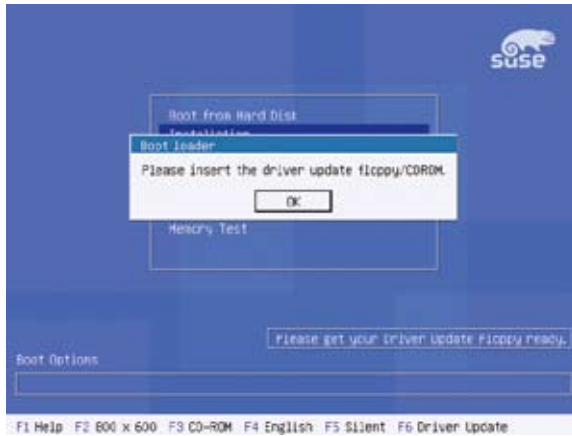 SUSE
Boot from Hard Disk
Installation
Boot loader
Please insert the driver update floppy/CDROM.
OK
Memory Test
Please get your Driver Update Floppy ready.
Boot Options
F1 Help F2 800 x 600 F3 CD-ROM F4 English F5 Silent F6 Driver Update